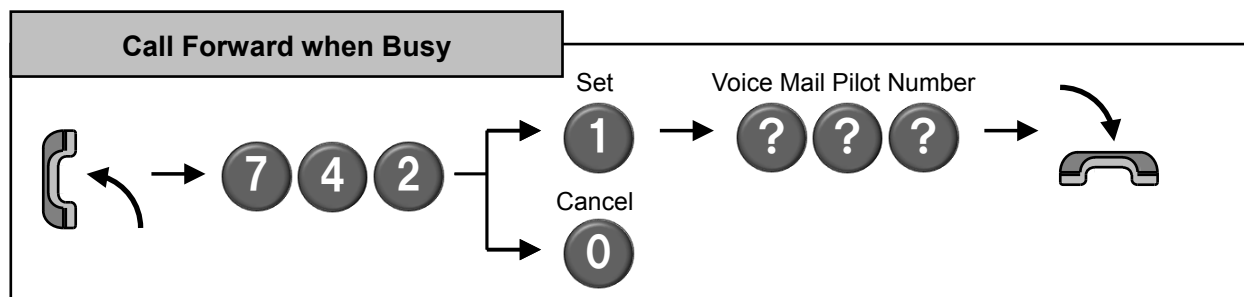 Call Forward when Busy
Set
Voice Mail Pilot Number
7 4 2
1
? ? ?
Cancel
0